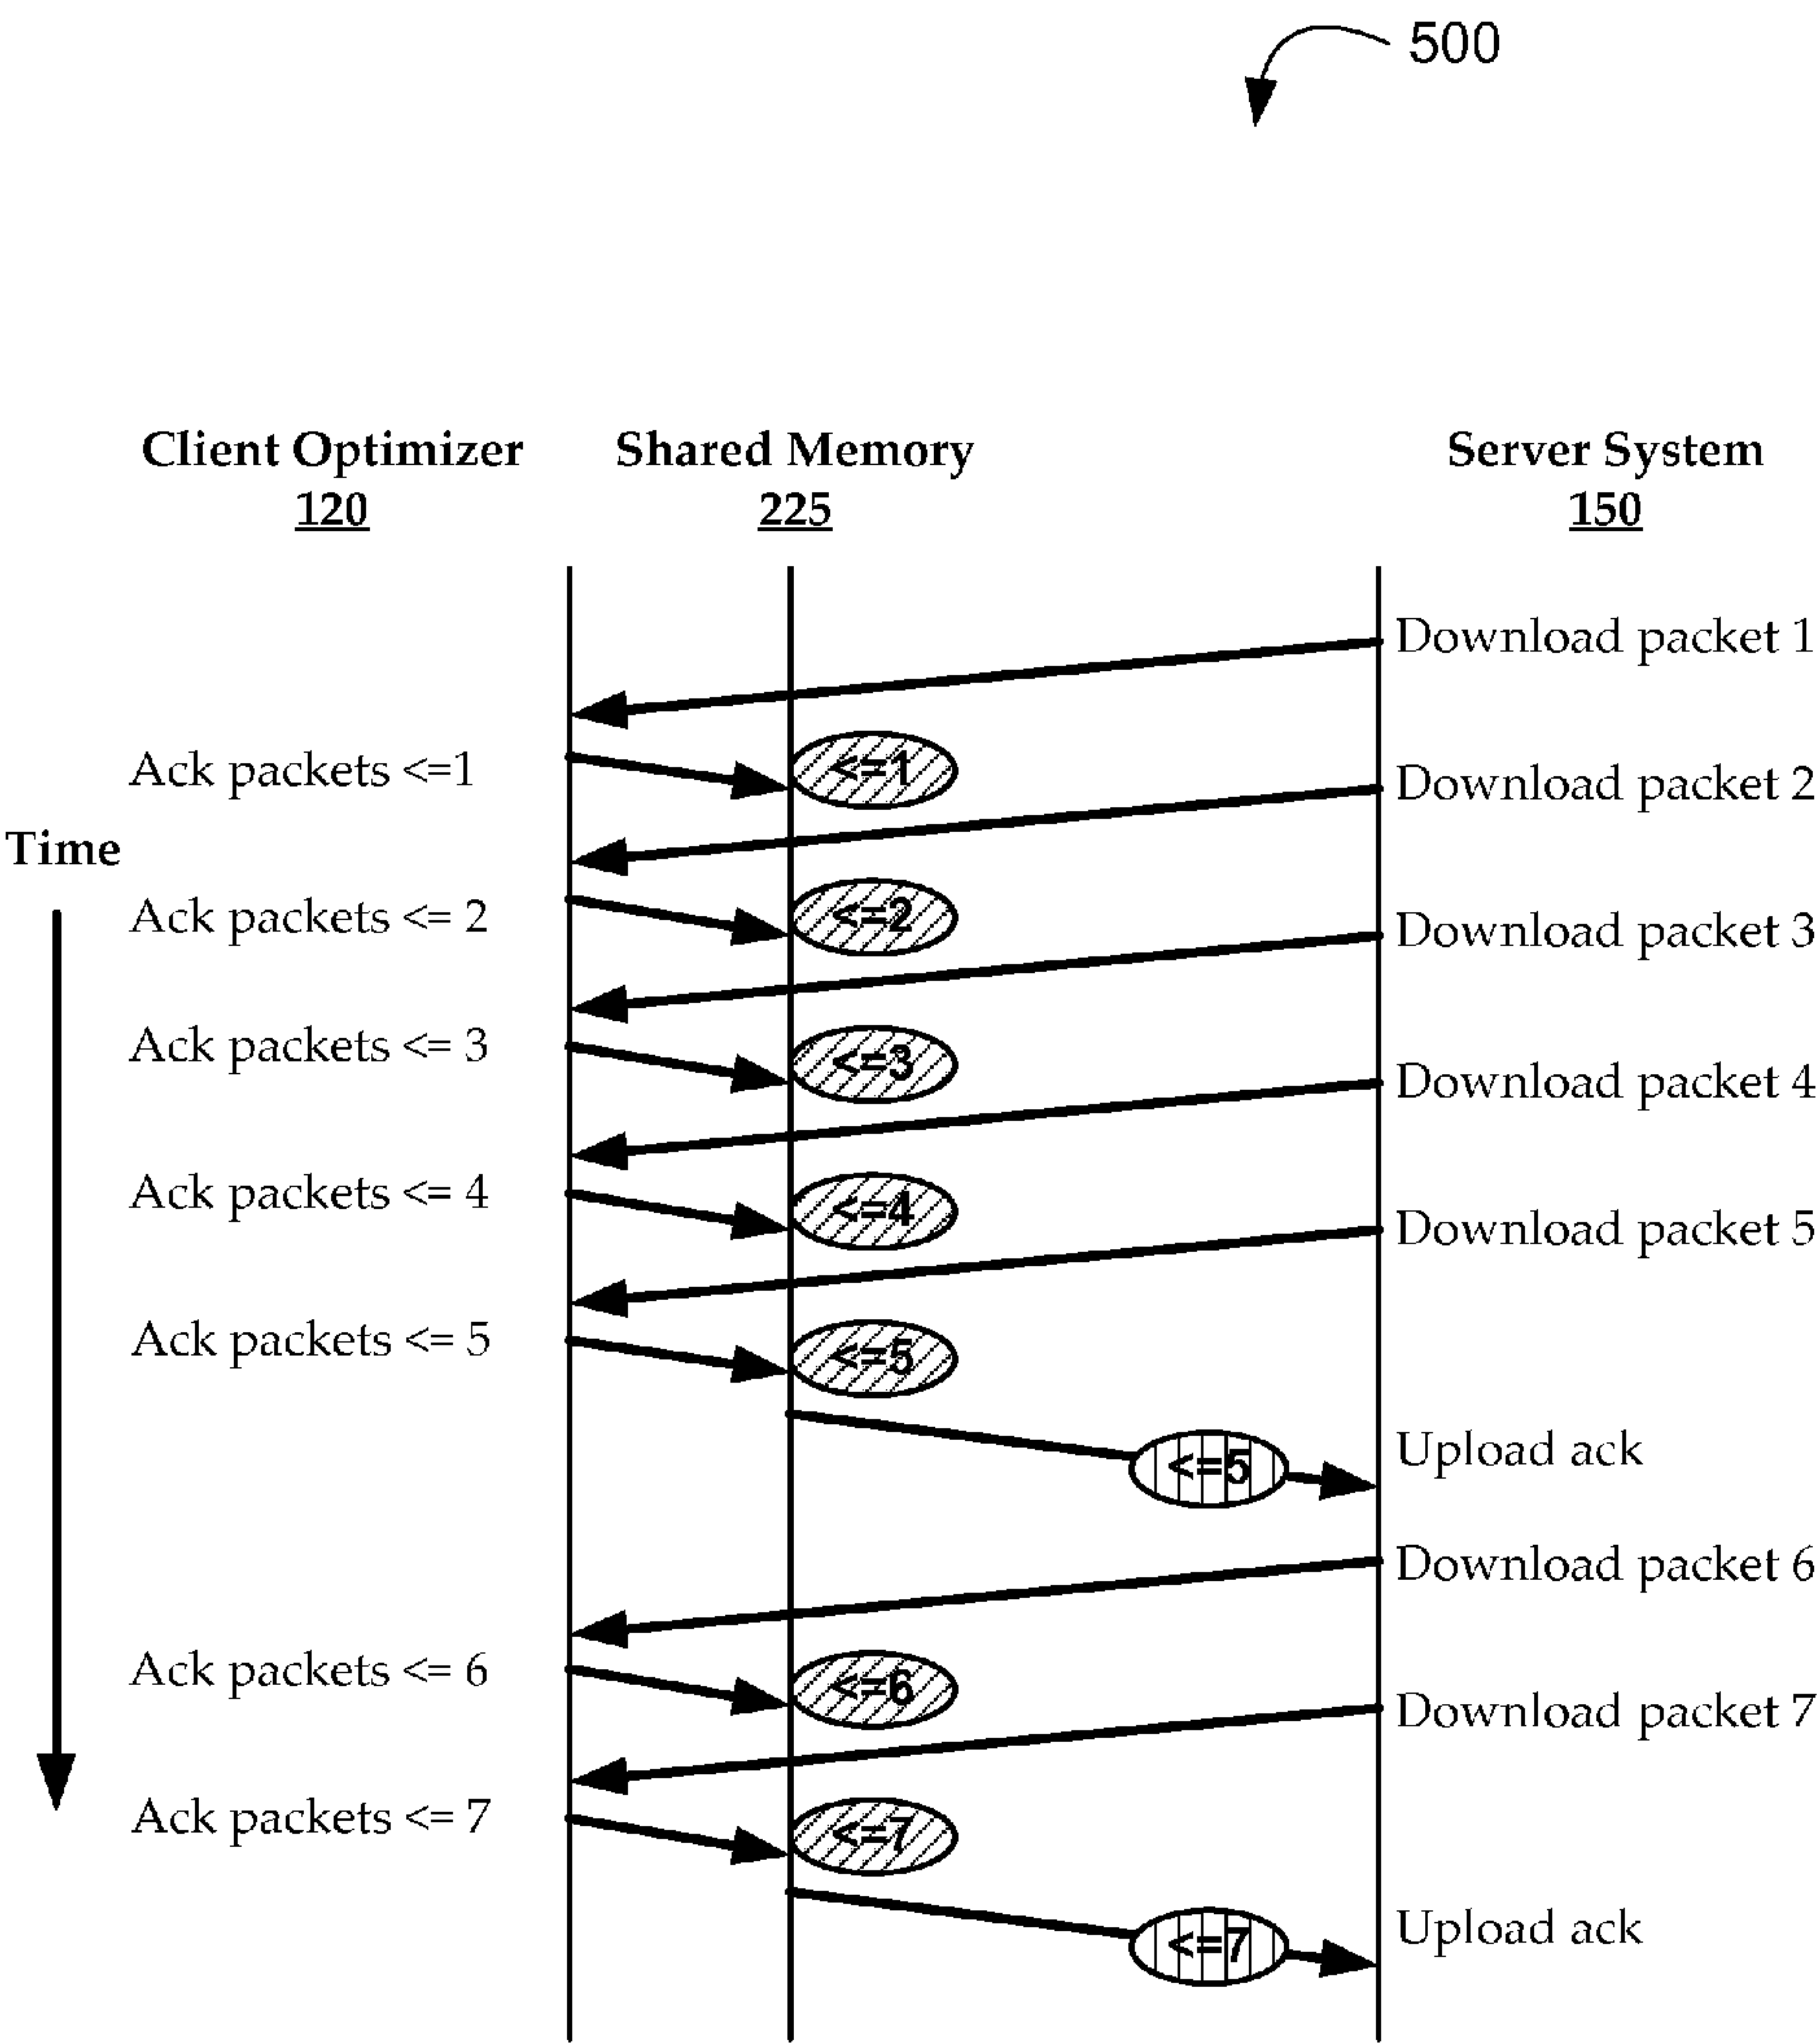 500
Client Optimizer Shared Memory Server System
120 225 150
Download packet 1
Ack packets <=1 <=1
Download packet 2
Time
Ack packets <= 2 <=2
Download packet 3
Ack packets <= 3 <=3
Download packet 4
Ack packets <= 4 <=4
Download packet 5
Ack packets <= 5 <=5
<=5 Upload ack
Download packet 6
Ack packets <= 6 <=6
Download packet 7
Ack packets <= 7 <=7
<=7 Upload ack